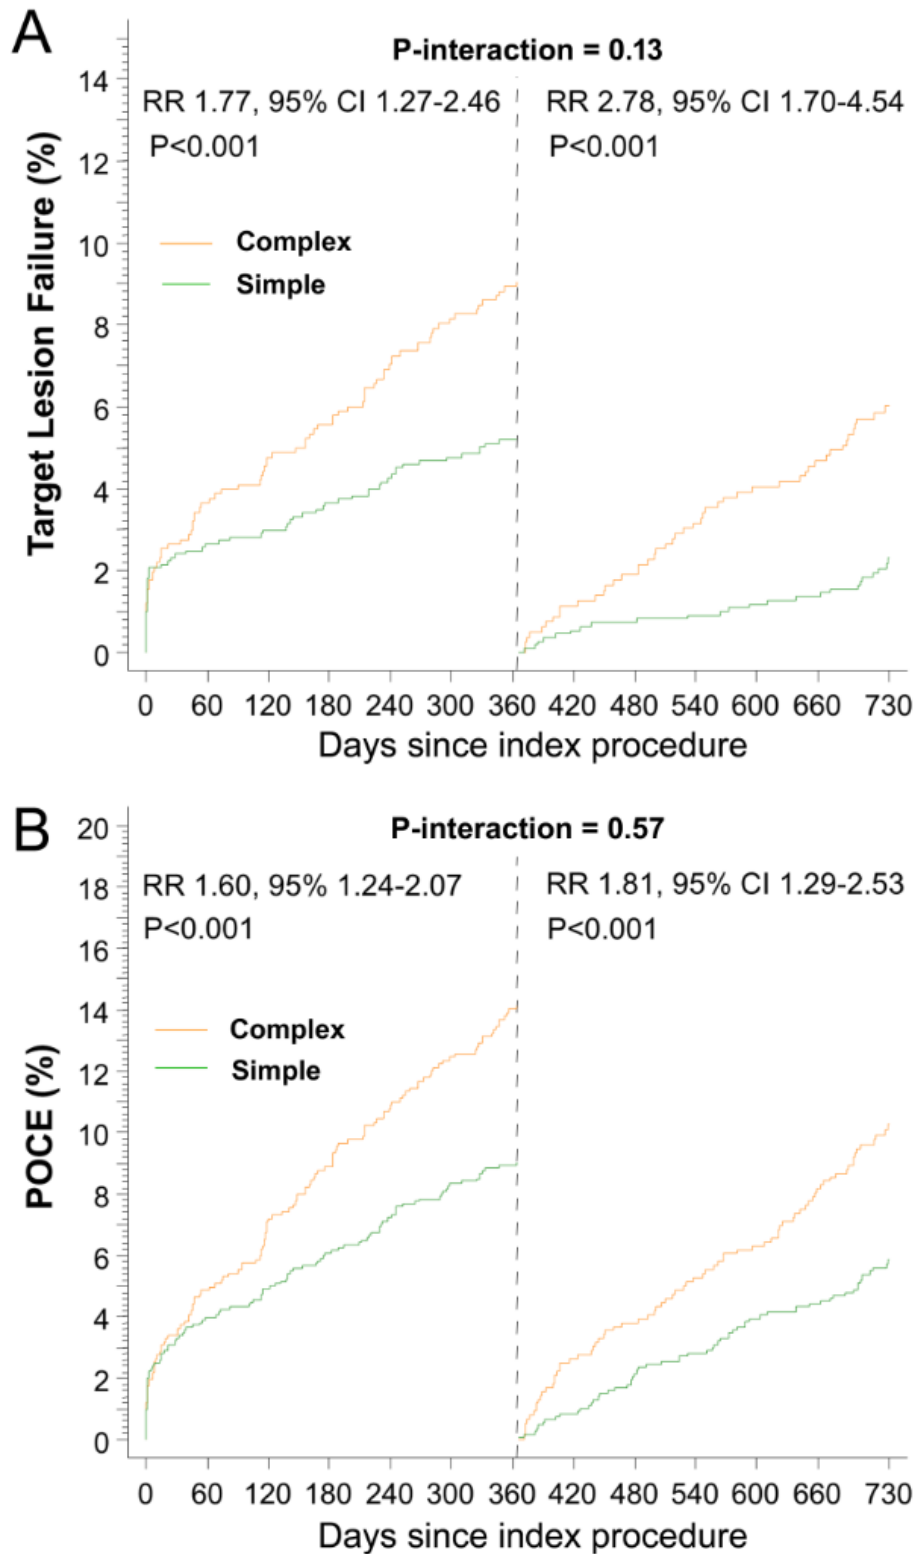 A
P-interaction = 0.13
RR 1.77, 95% CI 1.27-2.46
P<0.001
RR 2.78, 95% CI 1.70-4.54
P<0.001
Complex
Simple
Target Lesion Failure (%)
14
12
10
8
6
4
2
0
0 60 120 180 240 300 360 420 480 540 600 660 730
Days since index procedure
B
P-interaction = 0.57
RR 1.60, 95% 1.24-2.07
P<0.001
RR 1.81, 95% CI 1.29-2.53
P<0.001
Complex
Simple
POCE (%)
20
18
16
14
12
10
8
6
4
2
0
0 60 120 180 240 300 360 420 480 540 600 660 730
Days since index procedure